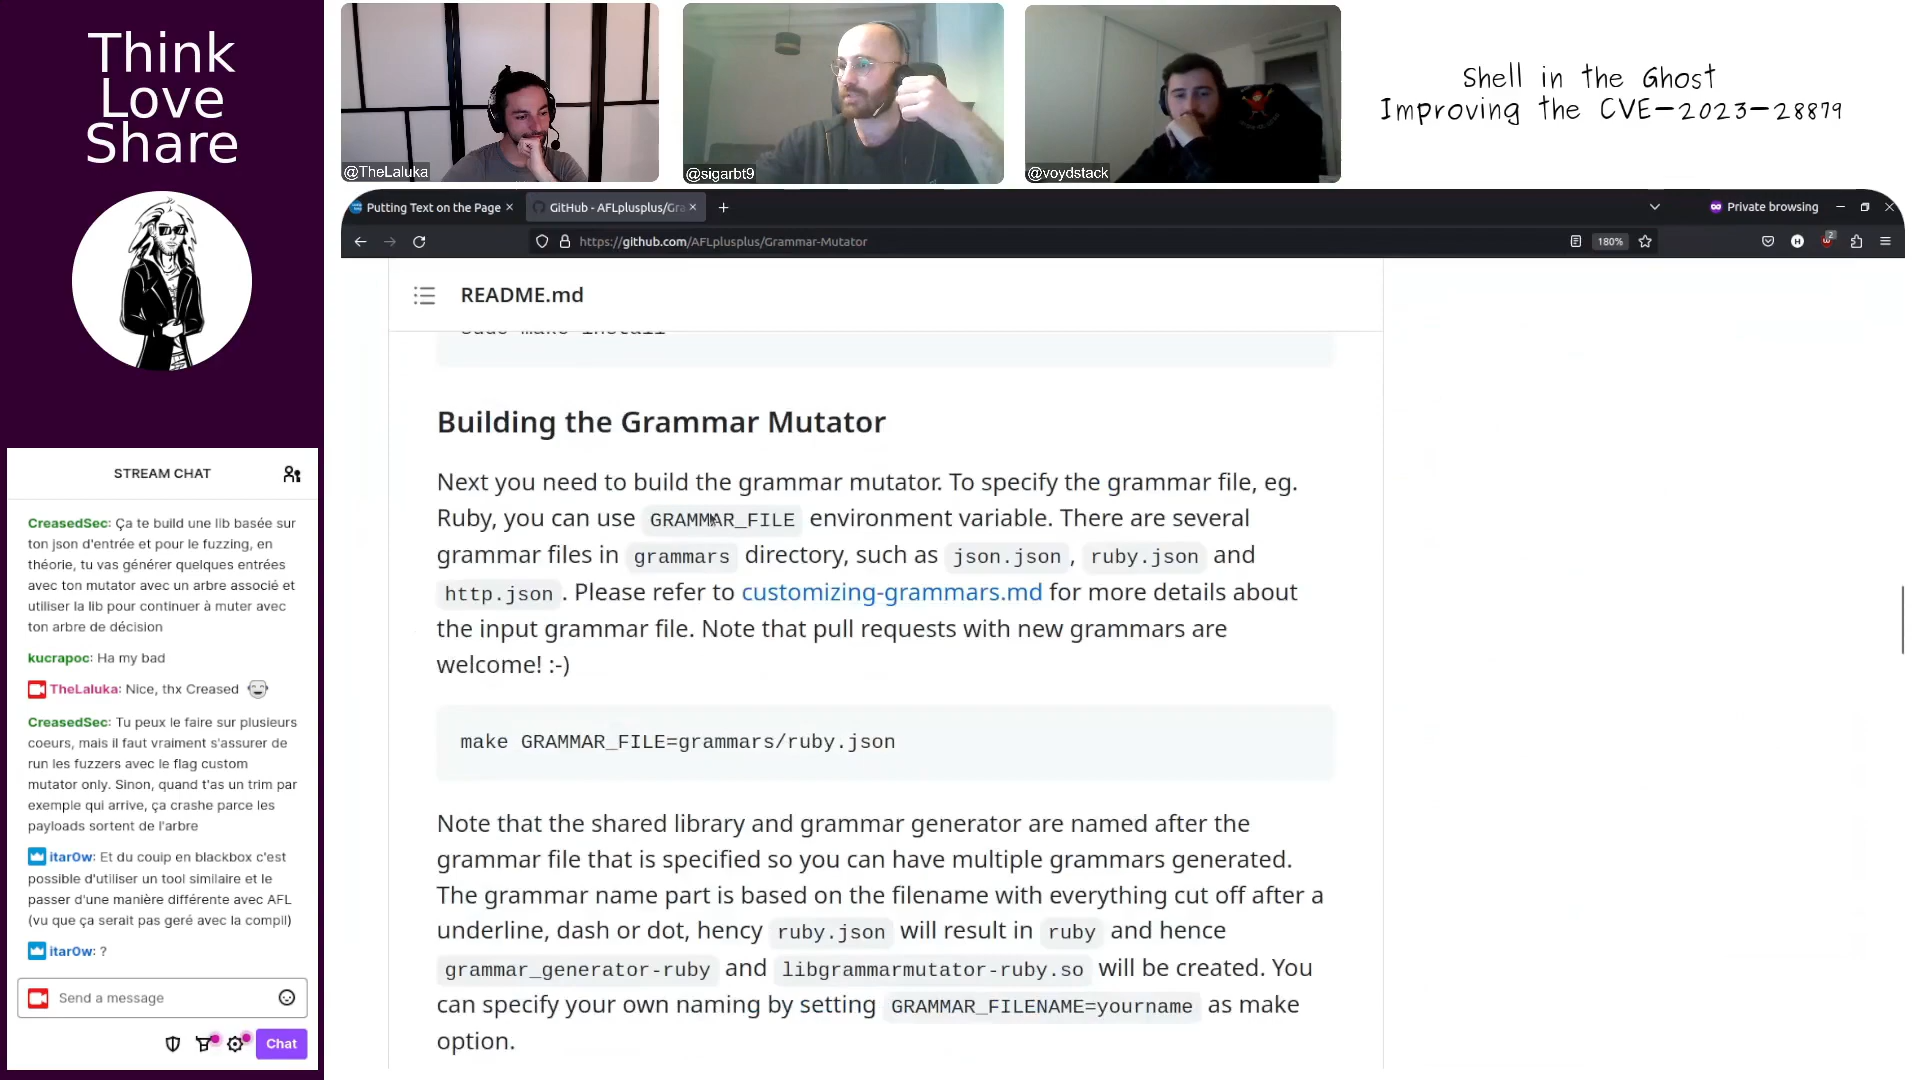 Think
Love
Share
@TheLaluka
@sigarbt9
@voydstack
Shell in the Ghost
Improving the CVE-2023-28879
Putting Text on the Page
GitHub - AFLplusplus/Gra
Private browsing
https://github.com/AFLplusplus/Grammar-Mutator
180%
2
README.md
sudo make install
Building the Grammar Mutator
Next you need to build the grammar mutator. To specify the grammar file, eg.
Ruby, you can use GRAMMAR_FILE environment variable. There are several
grammar files in grammars directory, such as json.json, ruby.json and
http.json. Please refer to customizing-grammars.md for more details about
the input grammar file. Note that pull requests with new grammars are
welcome! :-)
make GRAMMAR_FILE=grammars/ruby.json
Note that the shared library and grammar generator are named after the
grammar file that is specified so you can have multiple grammars generated.
The grammar name part is based on the filename with everything cut off after a
underline, dash or dot, hency ruby.json will result in ruby and hence
grammar_generator-ruby and libgrammarmutator-ruby.so will be created. You
can specify your own naming by setting GRAMMAR_FILENAME=yourname as make
option.
STREAM CHAT
CreasedSec: Ça te build une lib basée sur
ton json d'entrée et pour le fuzzing, en
théorie, tu vas générer quelques entrées
avec ton mutator avec un arbre associé et
utiliser la lib pour continuer à muter avec
ton arbre de décision
kucrapoc: Ha my bad
TheLaluka: Nice, thx Creased
CreasedSec: Tu peux le faire sur plusieurs
coeurs, mais il faut vraiment s'assurer de
run les fuzzers avec le flag custom
mutator only. Sinon, quand t'as un trim par
exemple qui arrive, ça crashe parce les
payloads sortent de l'arbre
itar0w: Et du couip en blackbox c'est
possible d'utiliser un tool similaire et le
passer d'une manière différente avec AFL
(vu que ça serait pas geré avec la compil)
itar0w: ?
Send a message
Chat